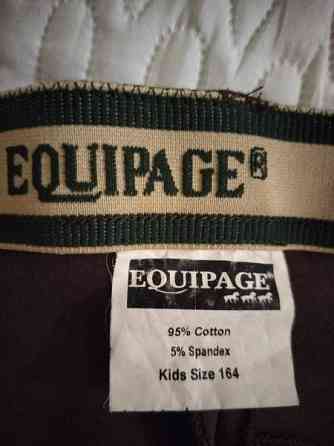 EQUIPAGE®
EQUIPAGE®
95% Cotton
5% Spandex
Kids Size 164